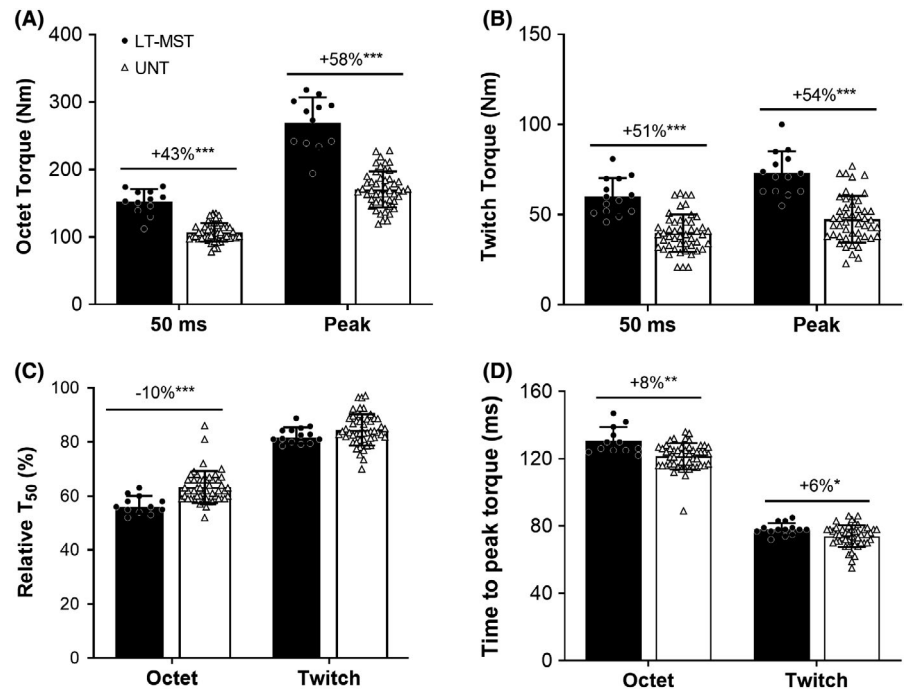 (A)
400
LT-MST
UNT
+58%***
300
+43%***
200
100
0
Octet Torque (Nm)
50 ms Peak
(B)
150
+54%***
+51%***
100
50
0
Twitch Torque (Nm)
50 ms Peak
(C)
100
-10%***
80
60
40
20
0
Relative T50 (%)
Octet Twitch
(D)
160
+8%**
120
+6%*
80
40
0
Time to peak torque (ms)
Octet Twitch